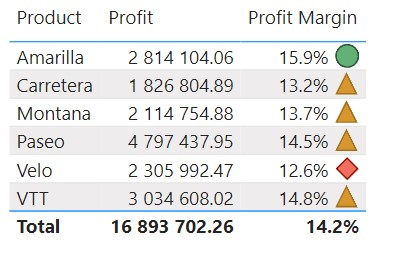 Product Profit Profit Margin
Amarilla 2 814 104.06 15.9%
Carretera 1 826 804.89 13.2%
Montana 2 114 754.88 13.7%
Paseo 4 797 437.95 14.5%
Velo 2 305 992.47 12.6%
VTT 3 034 608.02 14.8%
Total 16 893 702.26 14.2%